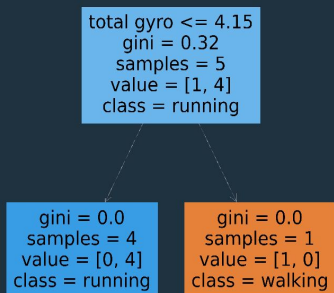 total gyro <= 4.15
gini = 0.32
samples = 5
value = [1, 4]
class = running
gini = 0.0
samples = 4
value = [0, 4]
class = running
gini = 0.0
samples = 1
value = [1, 0]
class = walking